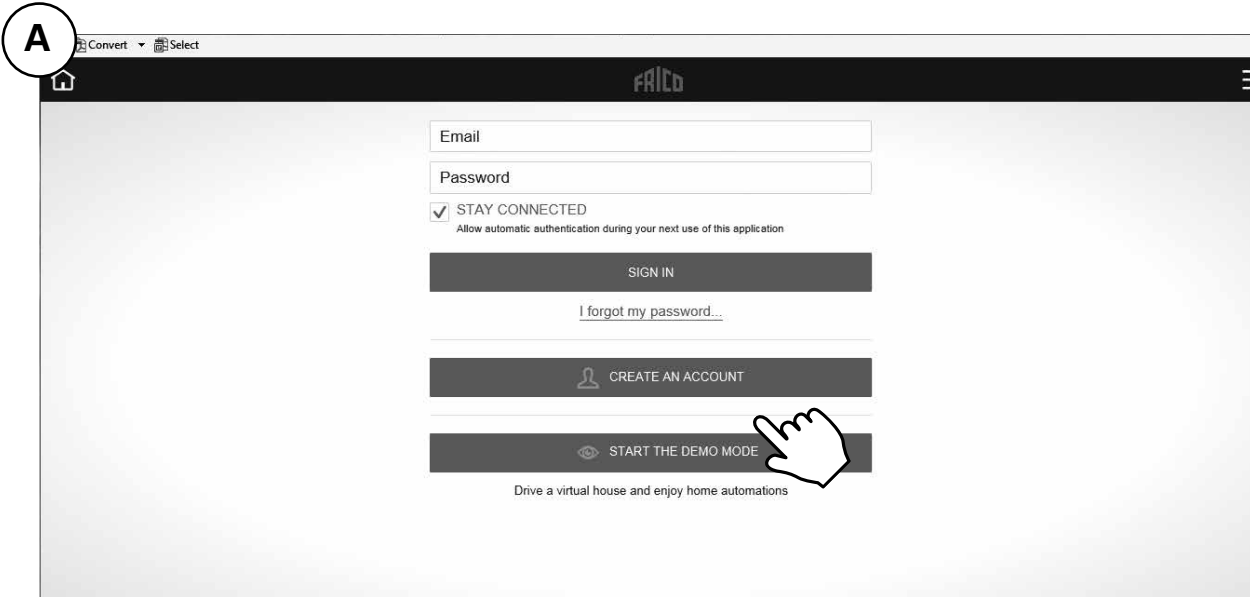 A
Convert Select
FRICO
Email
Password
STAY CONNECTED
Allow automatic authentication during your next use of this application
SIGN IN
I forgot my password...
CREATE AN ACCOUNT
START THE DEMO MODE
Drive a virtual house and enjoy home automations